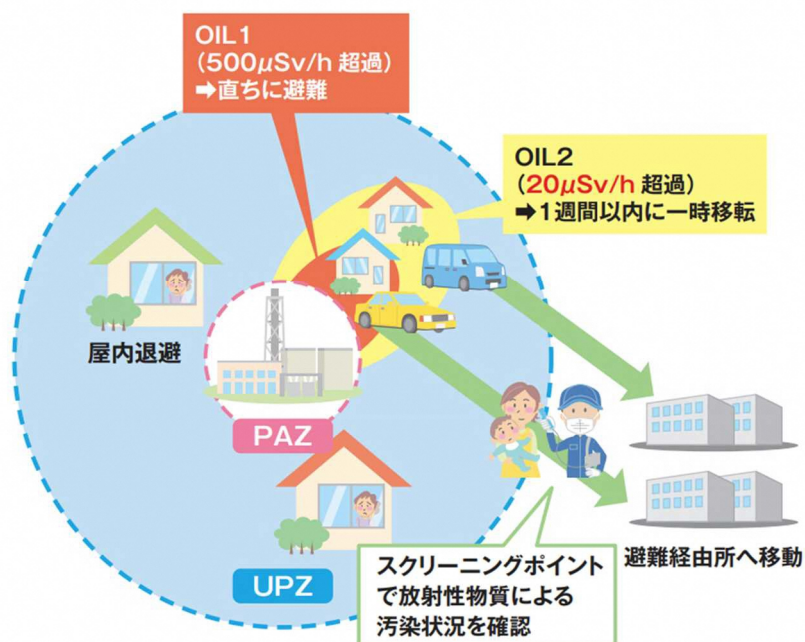 OIL1
（500μSv/h 超過）
➡直ちに避難
OIL2
（20μSv/h 超過）
➡1週間以内に一時移転
屋内退避
PAZ
UPZ
スクリーニングポイント
で放射性物質による
汚染状況を確認
避難経由所へ移動